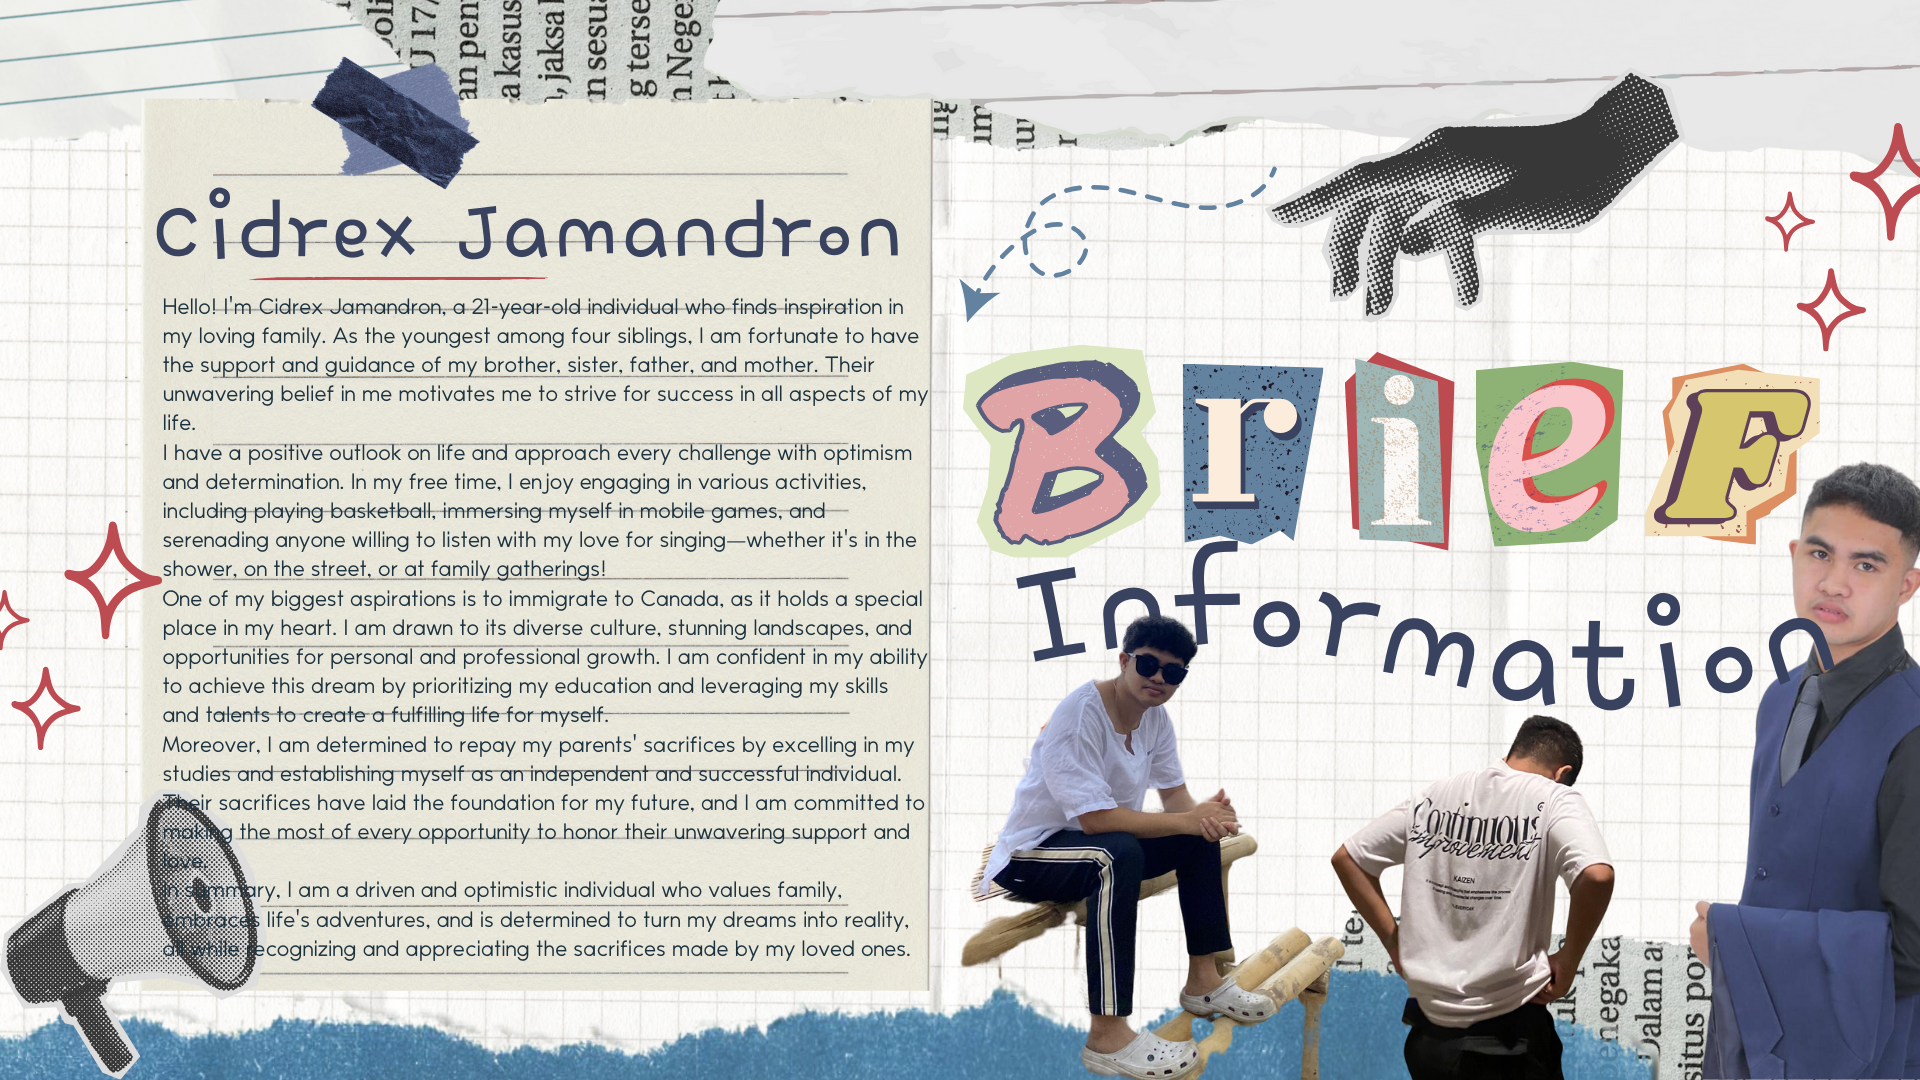 Cidrex Jamandron
Hello! I'm Cidrex Jamandron, a 21-year-old individual who finds inspiration in
my loving family. As the youngest among four siblings, I am fortunate to have
the support and guidance of my brother, sister, father, and mother. Their
unwavering belief in me motivates me to strive for success in all aspects of my
life.
I have a positive outlook on life and approach every challenge with optimism
and determination. In my free time, I enjoy engaging in various activities,
including playing basketball, immersing myself in mobile games, and
serenading anyone willing to listen with my love for singing—whether it's in the
shower, on the street, or at family gatherings!
One of my biggest aspirations is to immigrate to Canada, as it holds a special
place in my heart. I am drawn to its diverse culture, stunning landscapes, and
opportunities for personal and professional growth. I am confident in my ability
to achieve this dream by prioritizing my education and leveraging my skills
and talents to create a fulfilling life for myself.
Moreover, I am determined to repay my parents' sacrifices by excelling in my
studies and establishing myself as an independent and successful individual.
Their sacrifices have laid the foundation for my future, and I am committed to
making the most of every opportunity to honor their unwavering support and
love.
In summary, I am a driven and optimistic individual who values family,
embraces life's adventures, and is determined to turn my dreams into reality,
all while recognizing and appreciating the sacrifices made by my loved ones.
BrieF
Information
Continuous
improvement
KAIZEN
U 17/
an pen
a kasus
, jaksa
n sesua
g terse
n Neger
negaka
Dalam a
situs por